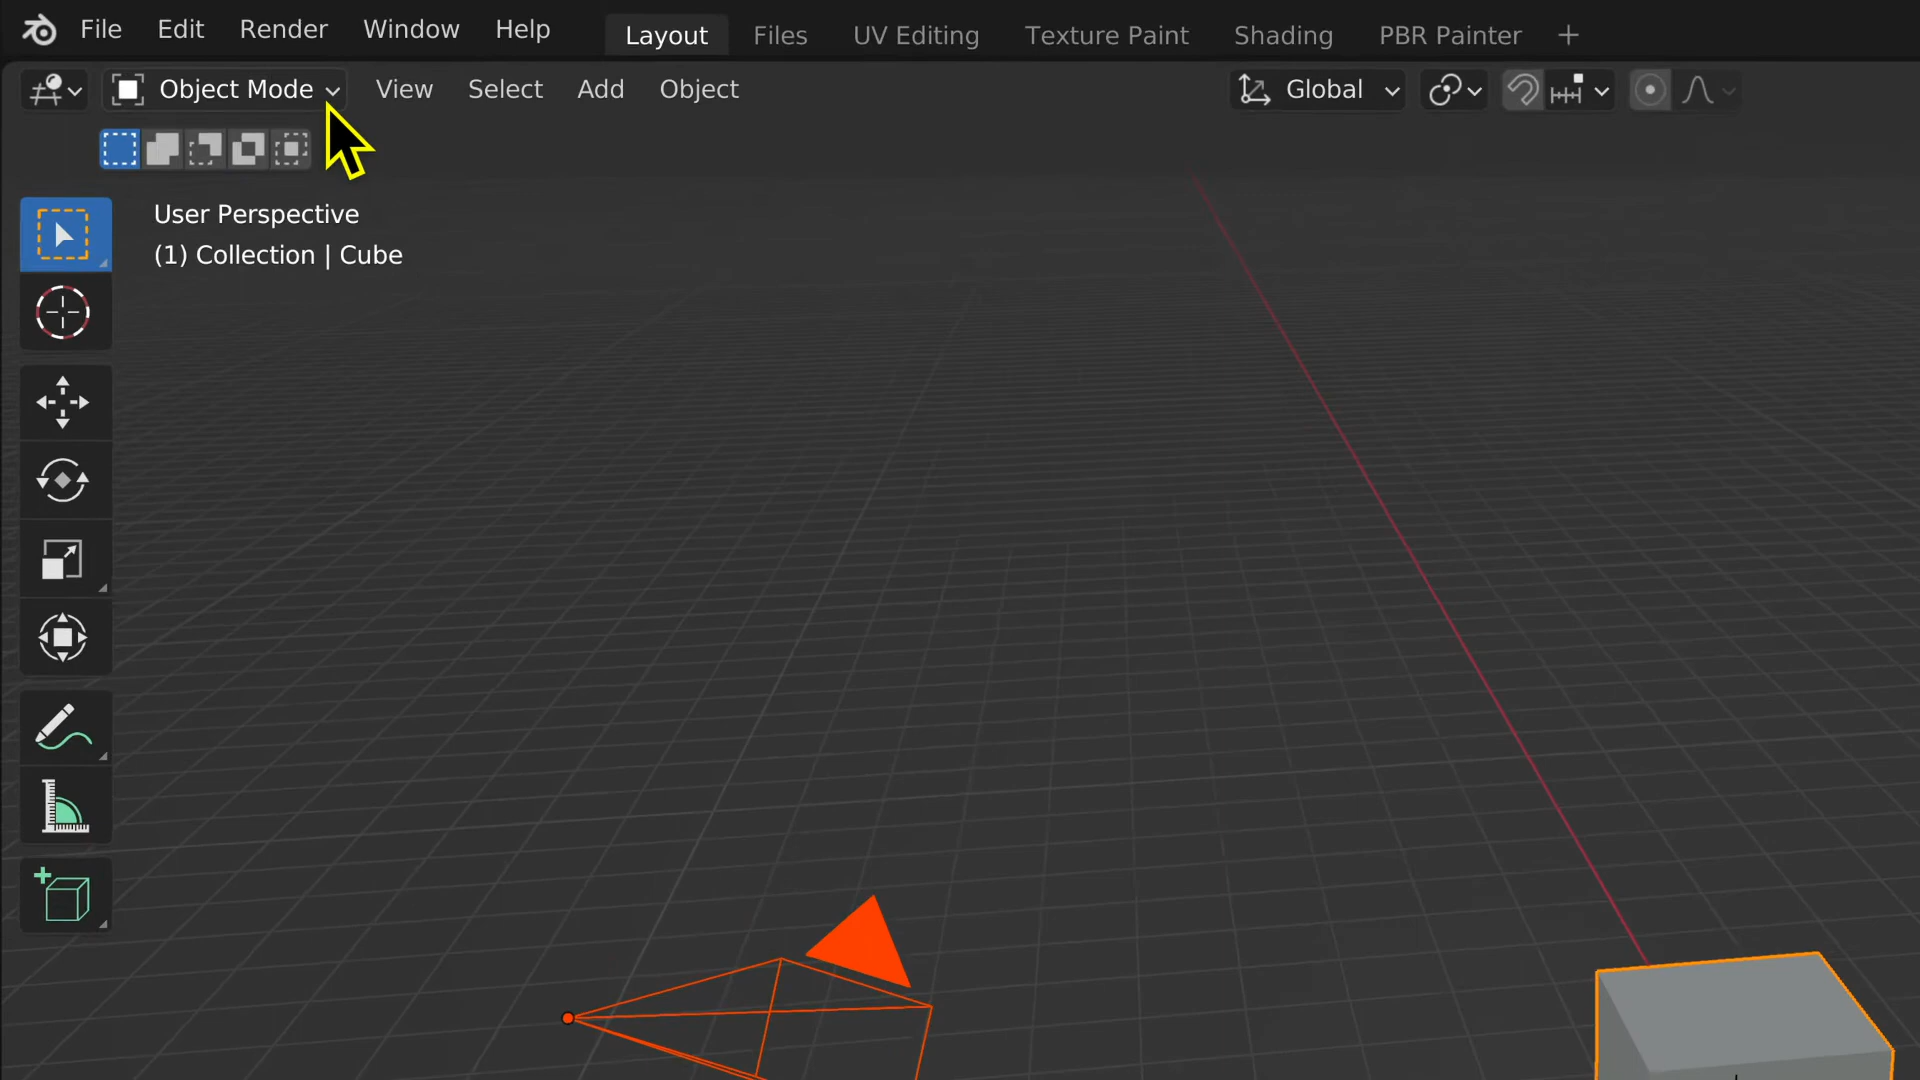 File Edit Render Window Help Layout Files UV Editing Texture Paint Shading PBR Painter +
Object Mode View Select Add Object Global
User Perspective
(1) Collection | Cube